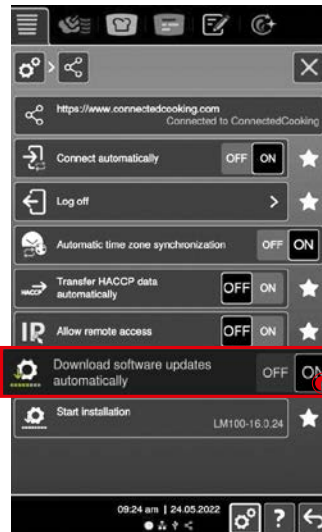 https://www.connectedcooking.com
Connected to ConnectedCooking
Connect automatically OFF ON
Log off
Automatic time zone synchronization OFF ON
HACCP Transfer HACCP data
automatically OFF ON
IR Allow remote access OFF ON
Download software updates
automatically OFF ON
Start installation
LM100-16.0.24
09:24 am | 24.05.2022
?